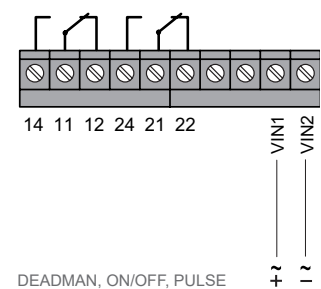 14 11 12 24 21 22
VIN1
VIN2
DEADMAN, ON/OFF, PULSE
~ ~
+ −